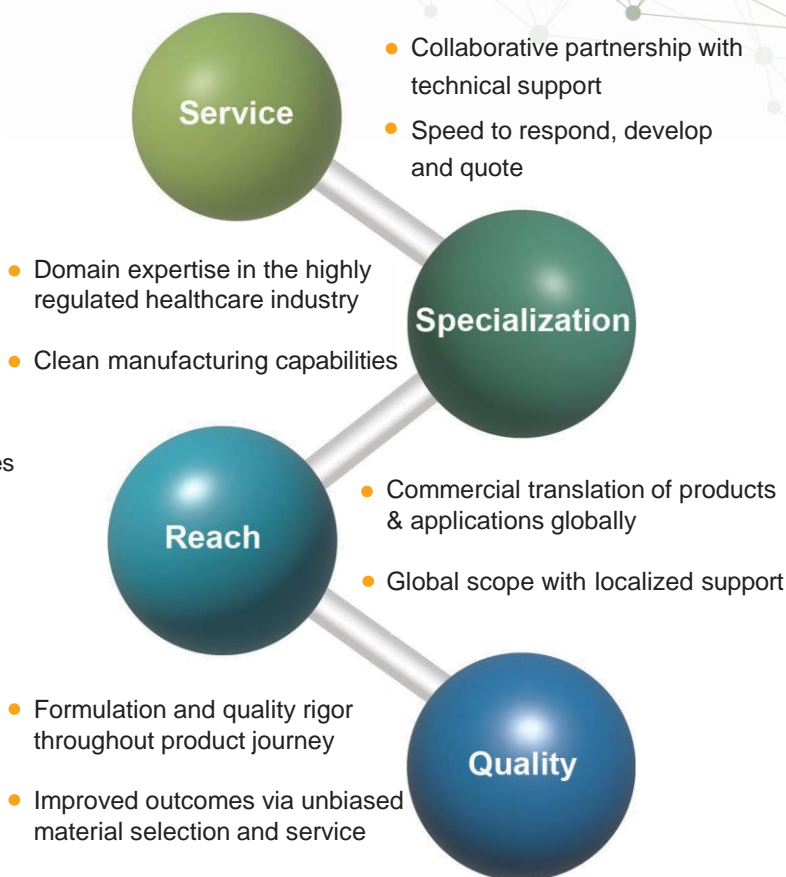 Service
Collaborative partnership with
technical support
Speed to respond, develop
and quote
Domain expertise in the highly
regulated healthcare industry
Clean manufacturing capabilities
Specialization
es
Reach
Commercial translation of products
& applications globally
Global scope with localized support
Formulation and quality rigor
throughout product journey
Improved outcomes via unbiased
material selection and service
Quality